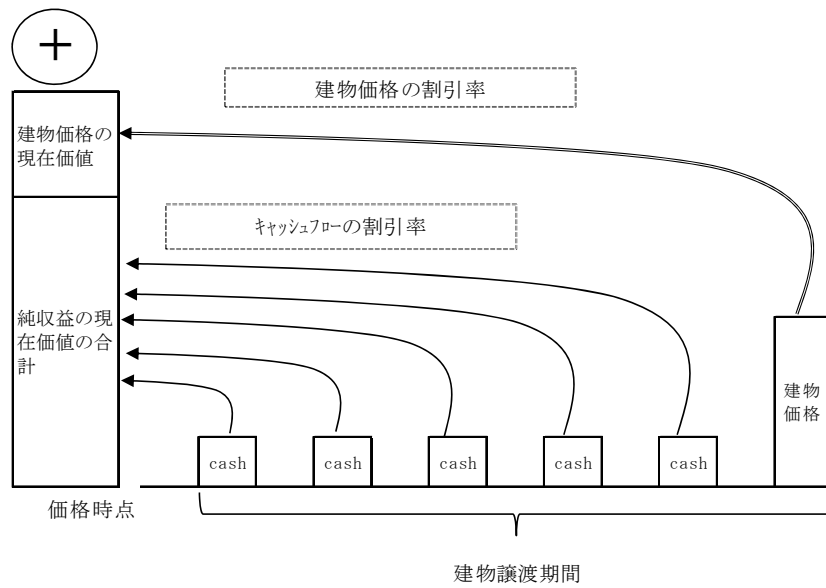 ＋
建物価格の割引率
建物価格の
現在価値
ｷｬｯｼｭﾌﾛｰの割引率
純収益の現
在価値の合
計
建物
価格
cash
cash
cash
cash
cash
価格時点
建物譲渡期間